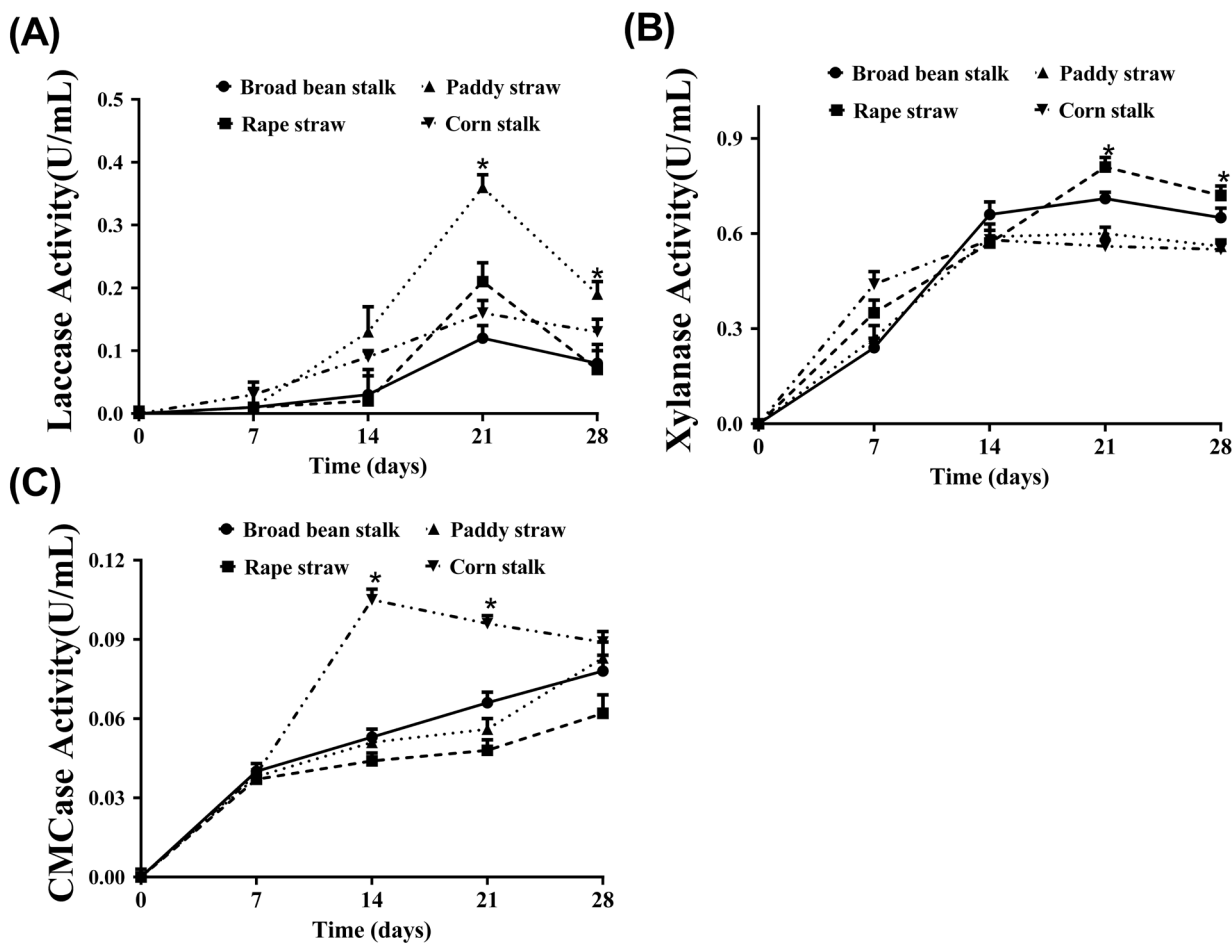 (A)
Laccase Activity(U/mL)
Broad bean stalk
Paddy straw
Rape straw
Corn stalk
0.5
0.4
0.3
0.2
0.1
0.0
*
*
0 7 14 21 28
Time (days)
(B)
Xylanase Activity(U/mL)
Broad bean stalk
Paddy straw
Rape straw
Corn stalk
0.9
0.6
0.3
0.0
*
*
0 7 14 21 28
Time (days)
(C)
CMCase Activity(U/mL)
Broad bean stalk
Paddy straw
Rape straw
Corn stalk
0.12
0.09
0.06
0.03
0.00
*
*
0 7 14 21 28
Time (days)